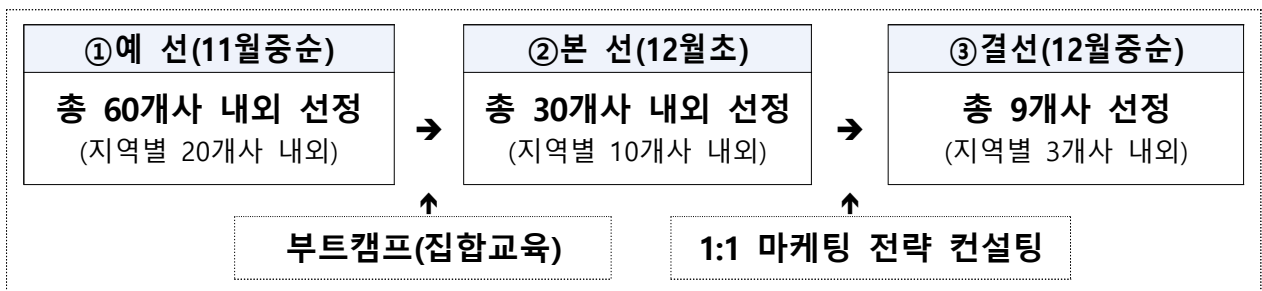 ①예 선(11월중순)
총 60개사 내외 선정
(지역별 20개사 내외)
➔
②본 선(12월초)
총 30개사 내외 선정
(지역별 10개사 내외)
➔
③결선(12월중순)
총 9개사 선정
(지역별 3개사 내외)
부트캠프(집합교육)
1:1 마케팅 전략 컨설팅